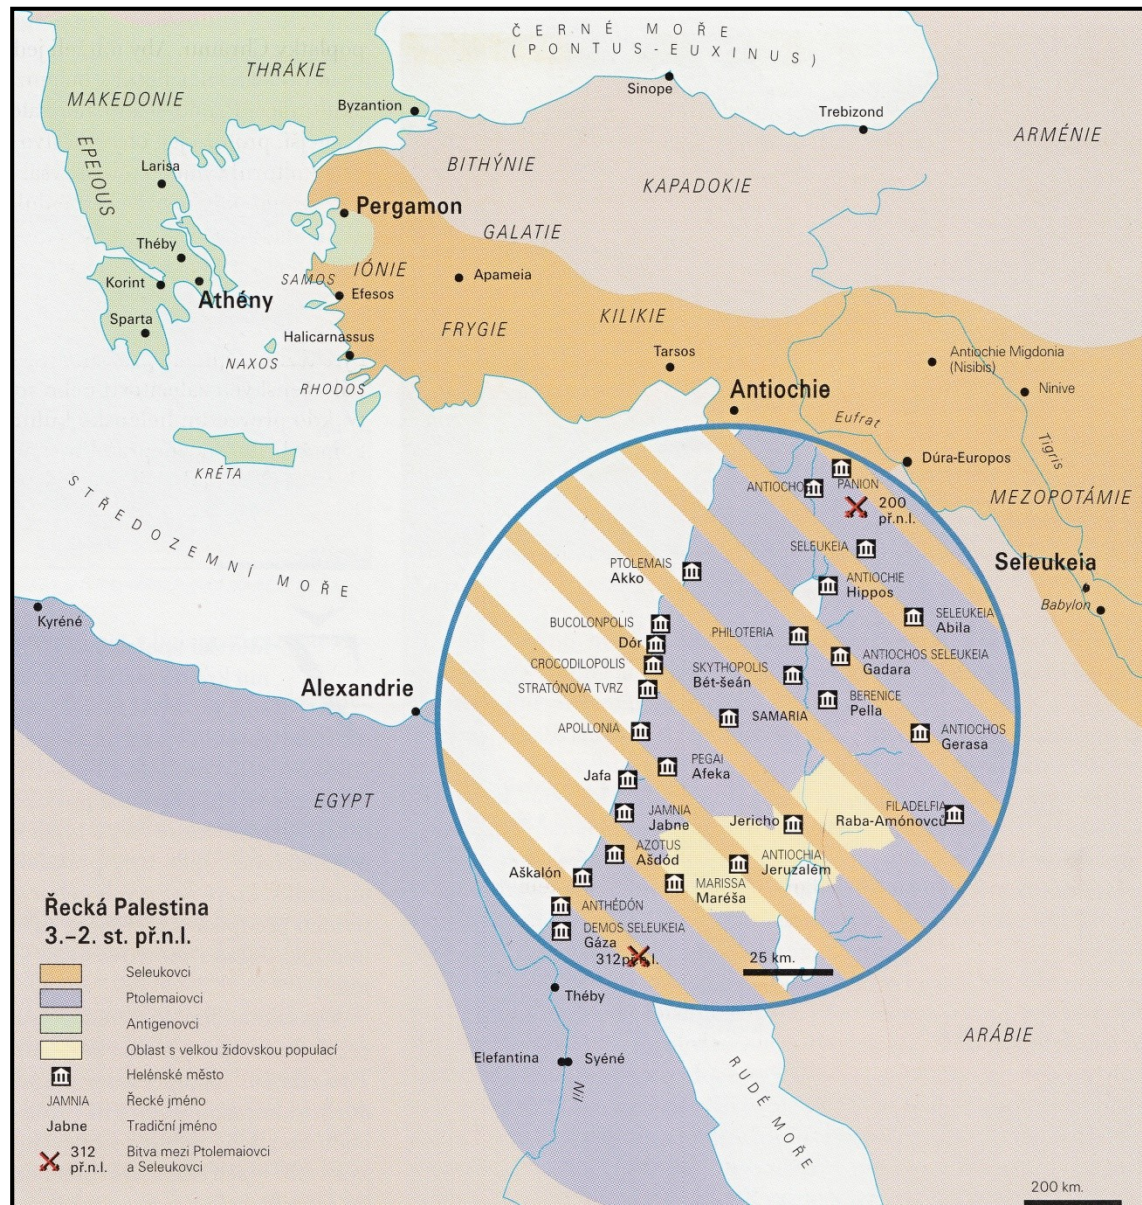 ČERNÉ MOŘE
(PONTUS-EUXINUS)
THRÁKIE
MAKEDONIE
Byzantion
Sinope
Trebizond
ARMÉNIE
EPEIOUS
Larisa
BITHÝNIE
KAPADOKIE
Pergamon
GALATIE
Théby
IÓNIE
Apameia
Korint
Athény
SAMOS
Efesos
Sparta
FRYGIE
KILIKIE
Halicarnassus
NAXOS
Tarsos
Antiochie Migdonia
(Nisibis)
RHODOS
Antiochie
Ninive
Eufrat
Tigris
KRÉTA
Dúra-Europos
STŘEDOZEMNÍ MOŘE
MEZOPOTÁMIE
ANTIOCHOS
PANION
200
př.n.l.
SELEUKEIA
Seleukeia
PTOLEMAIS
Akko
ANTIOCHIE
Hippos
Babylon
Kyréné
BUCOLONPOLIS
SELEUKEIA
Abila
Dór
PHILOTERIA
CROCODILOPOLIS
ANTIOCHOS SELEUKEIA
Gadara
SKYTHOPOLIS
Bét-šeán
STRATÓNOVA TVRZ
Alexandrie
BERENICE
Pella
SAMARIA
APOLLONIA
ANTIOCHOS
Gerasa
PEGAI
Afeka
Jafa
EGYPT
JAMNIA
Jabne
Jericho
FILADELFIA
Raba-Amónovců
AZOTUS
Ašdód
ANTIOCHIA
Jeruzalém
Aškalón
MARISSA
Maréša
ANTHÉDÓN
DEMOS SELEUKEIA
Gáza
312př.n.l.
25 km.
Théby
Elefantina
Syéné
Nil
RUDÉ MOŘE
ARÁBIE
Řecká Palestina
3.–2. st. př.n.l.
Seleukovci
Ptolemaiovci
Antigenovci
Oblast s velkou židovskou populací
Helénské město
JAMNIA
Řecké jméno
Jabne
Tradiční jméno
312
př.n.l.
Bitva mezi Ptolemaiovci
a Seleukovci
200 km.